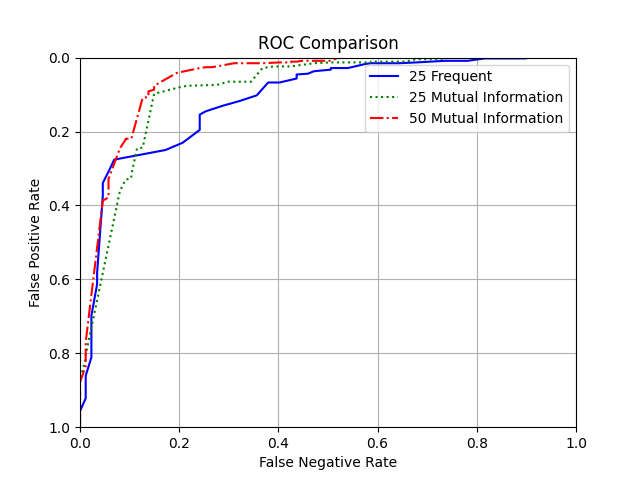 ROC Comparison
0.0
0.2
0.4
0.6
0.8
1.0
False Positive Rate
25 Frequent
25 Mutual Information
50 Mutual Information
0.0 0.2 0.4 0.6 0.8 1.0
False Negative Rate